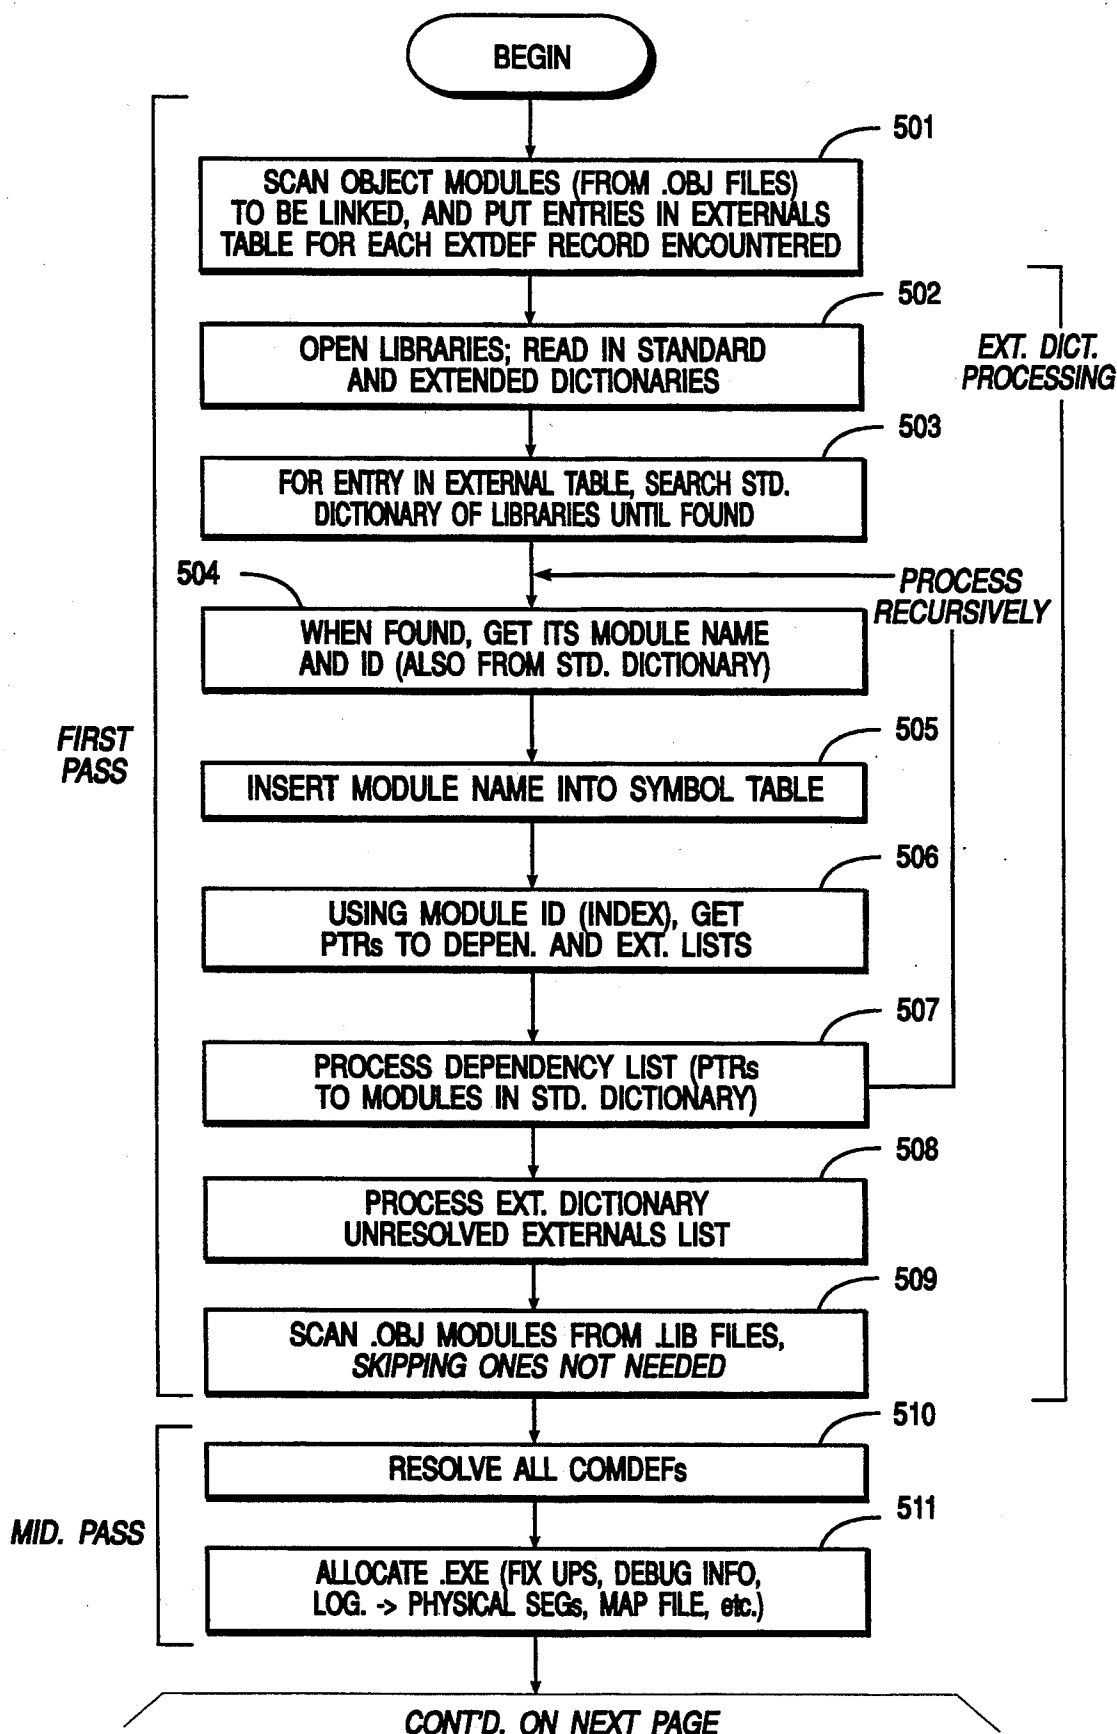 BEGIN
501
SCAN OBJECT MODULES (FROM .OBJ FILES)
TO BE LINKED, AND PUT ENTRIES IN EXTERNALS
TABLE FOR EACH EXTDEF RECORD ENCOUNTERED
502
OPEN LIBRARIES; READ IN STANDARD
AND EXTENDED DICTIONARIES
EXT. DICT.
PROCESSING
503
FOR ENTRY IN EXTERNAL TABLE, SEARCH STD.
DICTIONARY OF LIBRARIES UNTIL FOUND
504
PROCESS
RECURSIVELY
WHEN FOUND, GET ITS MODULE NAME
AND ID (ALSO FROM STD. DICTIONARY)
FIRST
PASS
505
INSERT MODULE NAME INTO SYMBOL TABLE
506
USING MODULE ID (INDEX), GET
PTRs TO DEPEN. AND EXT. LISTS
507
PROCESS DEPENDENCY LIST (PTRs
TO MODULES IN STD. DICTIONARY)
508
PROCESS EXT. DICTIONARY
UNRESOLVED EXTERNALS LIST
509
SCAN .OBJ MODULES FROM .LIB FILES,
SKIPPING ONES NOT NEEDED
510
RESOLVE ALL COMDEFs
MID. PASS
511
ALLOCATE .EXE (FIX UPS, DEBUG INFO,
LOG. -> PHYSICAL SEGs, MAP FILE, etc.)
CONT'D. ON NEXT PAGE